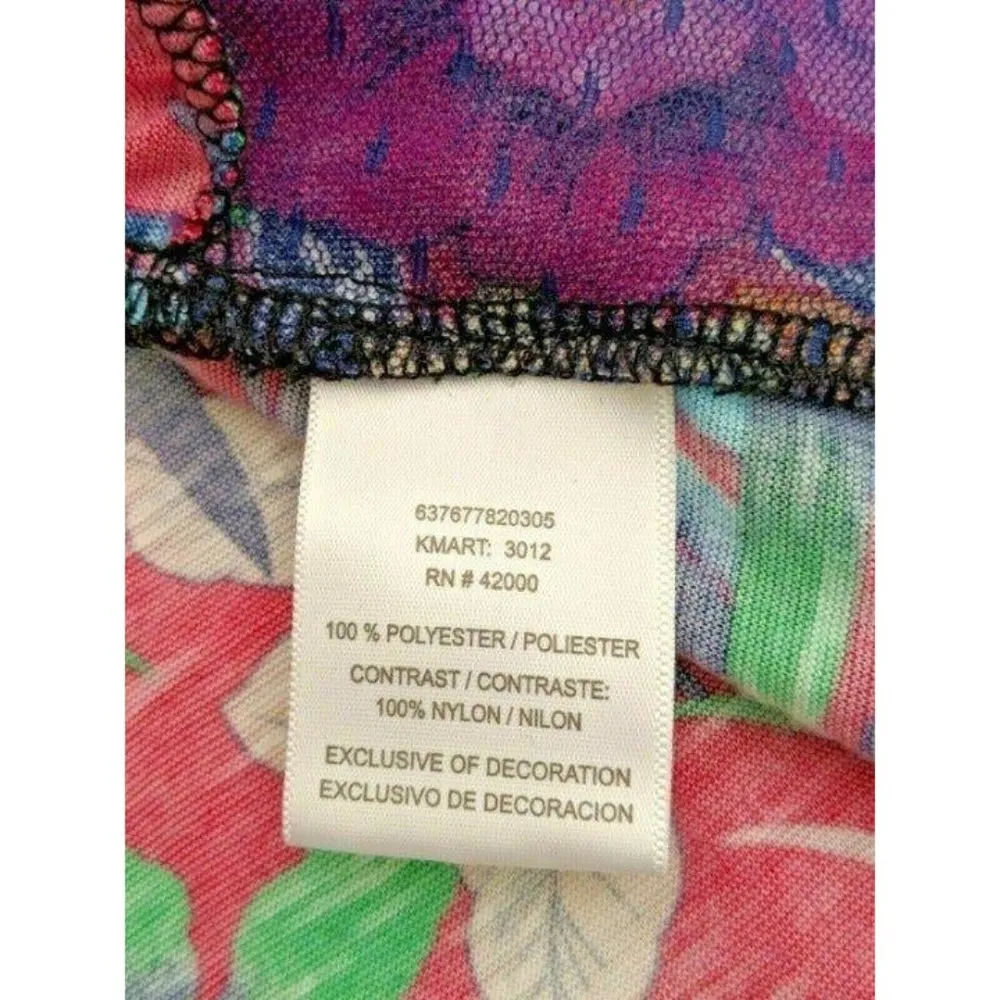 637677820305
KMART: 3012
RN # 42000
100 % POLYESTER / POLIESTER
CONTRAST / CONTRASTE:
100% NYLON / NILON
EXCLUSIVE OF DECORATION
EXCLUSIVO DE DECORACION